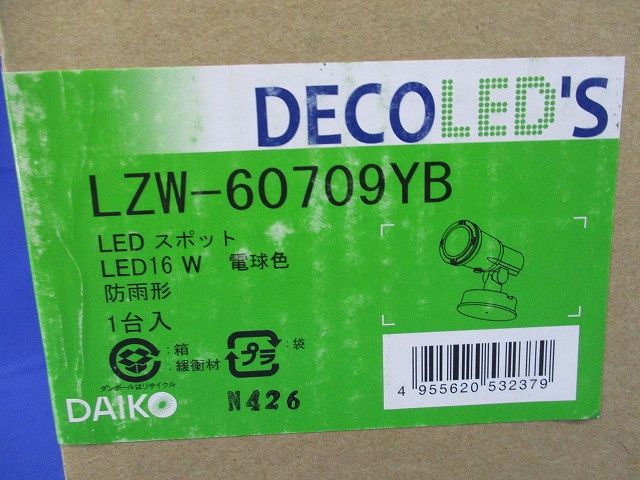 DECOLED'S
LZW-60709YB
LED スポット
LED16 W 電球色
防雨形
1台入
:箱
:緩衝材
ダンボールはリサイクル
プラ
:袋
DAIKO
N426
4 955620 532379